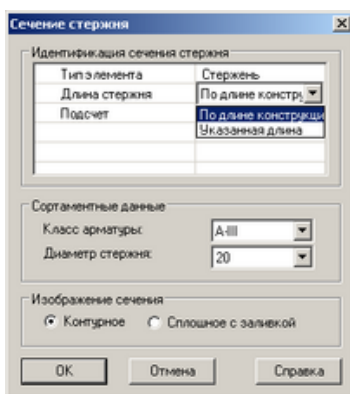 Сечение стержня
Идентификация сечения стержня
Тип элемента Стержень
Длина стержня По длине констру
Подсчет По длине конструкци
Указанная длина
Сортаментные данные
Класс арматуры: A-III
Диаметр стержня: 20
Изображение сечения
Контурное Сплошное с заливкой
OK Отмена Справка